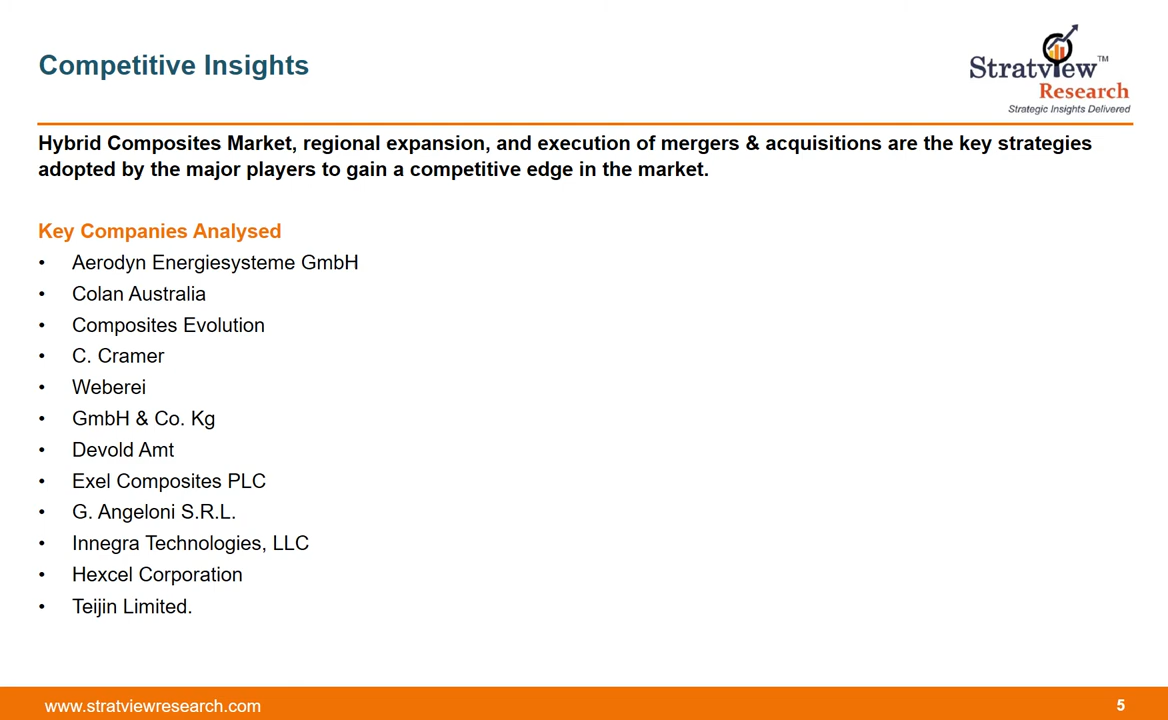 Competitive Insights
Stratview™
Research
Strategic Insights Delivered
Hybrid Composites Market, regional expansion, and execution of mergers & acquisitions are the key strategies
adopted by the major players to gain a competitive edge in the market.
Key Companies Analysed
• Aerodyn Energiesysteme GmbH
• Colan Australia
• Composites Evolution
• C. Cramer
• Weberei
• GmbH & Co. Kg
• Devold Amt
• Exel Composites PLC
• G. Angeloni S.R.L.
• Innegra Technologies, LLC
• Hexcel Corporation
• Teijin Limited.
www.stratviewresearch.com
5